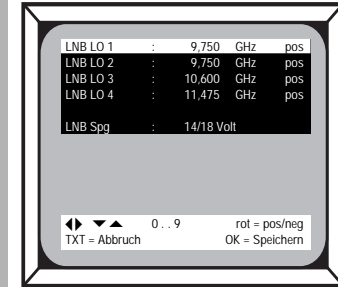 LNB LO 1 : 9,750 GHz pos
LNB LO 2 : 9,750 GHz pos
LNB LO 3 : 10,600 GHz pos
LNB LO 4 : 11,475 GHz pos
LNB Spg : 14/18 Volt
0 . . 9 rot = pos/neg
TXT = Abbruch OK = Speichern